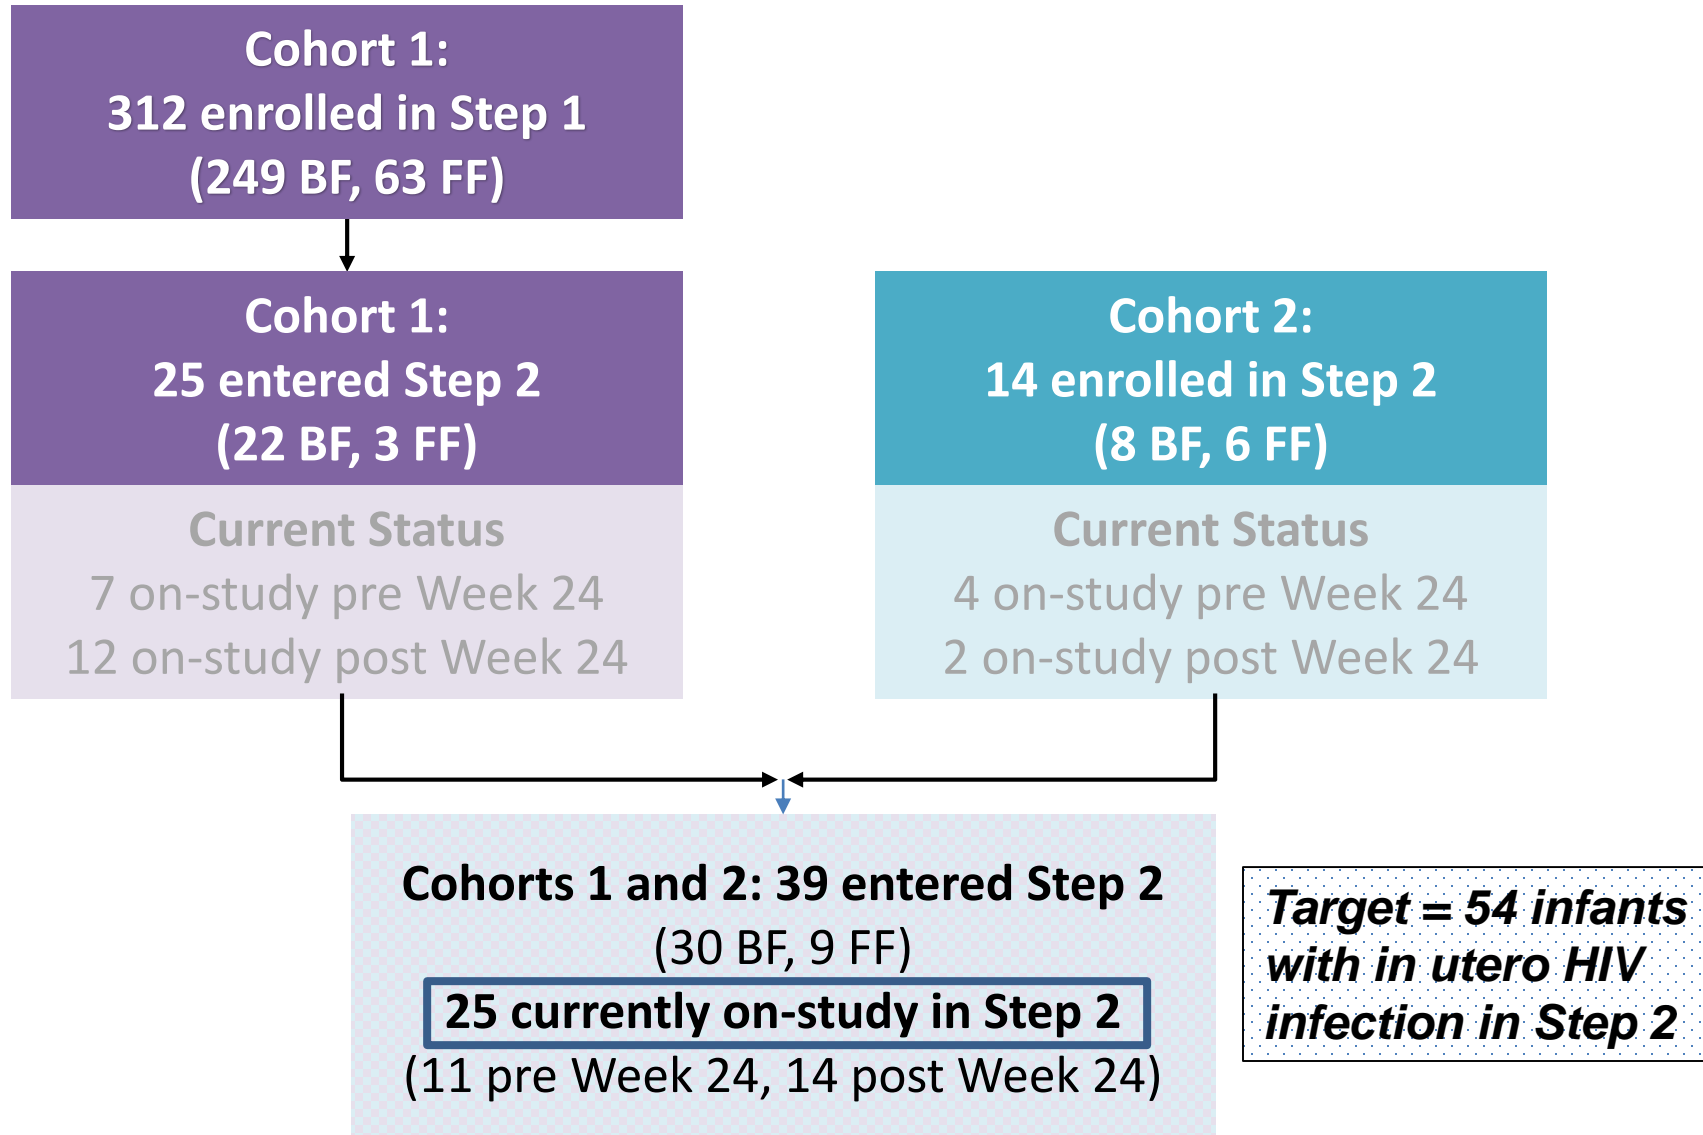 Cohort 1:
312 enrolled in Step 1
(249 BF, 63 FF)
Cohort 1:
25 entered Step 2
(22 BF, 3 FF)
Current Status
7 on-study pre Week 24
12 on-study post Week 24
Cohort 2:
14 enrolled in Step 2
(8 BF, 6 FF)
Current Status
4 on-study pre Week 24
2 on-study post Week 24
Cohorts 1 and 2: 39 entered Step 2
(30 BF, 9 FF)
25 currently on-study in Step 2
(11 pre Week 24, 14 post Week 24)
Target = 54 infants
with in utero HIV
infection in Step 2